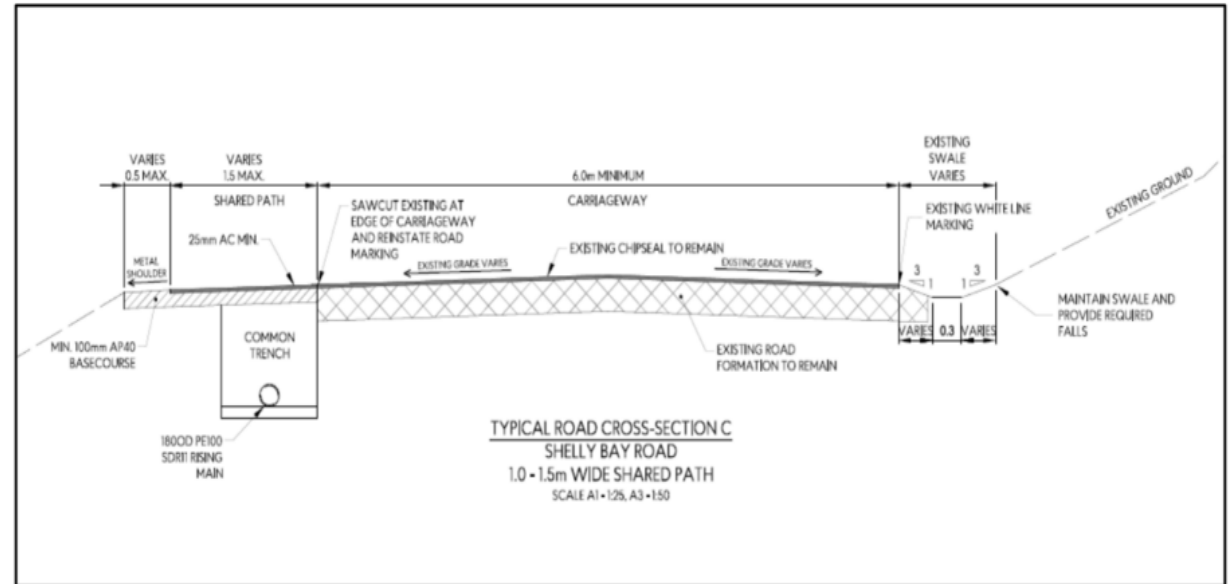 VARIES
0.5 MAX.
VARIES
1.5 MAX.
SHARED PATH
6.0m MINIMUM
CARRIAGEWAY
EXISTING
SWALE
VARIES
EXISTING GROUND
SAWCUT EXISTING AT
EDGE OF CARRIAGEWAY
AND REINSTATE ROAD
MARKING
25mm AC MIN.
EXISTING CHIPSEAL TO REMAIN
EXISTING WHITE LINE
MARKING
METAL
SHOULDER
EXISTING GRADE VARIES
EXISTING GRADE VARIES
3
1
1
3
MAINTAIN SWALE AND
PROVIDE REQUIRED
FALLS
VARIES
0.3
VARIES
MIN. 100mm AP40
BASECOURSE
COMMON
TRENCH
EXISTING ROAD
FORMATION TO REMAIN
180OD PE100
SDR11 RISING
MAIN
TYPICAL ROAD CROSS-SECTION C
SHELLY BAY ROAD
1.0 - 1.5m WIDE SHARED PATH
SCALE A1 - 1:25, A3 - 1:50